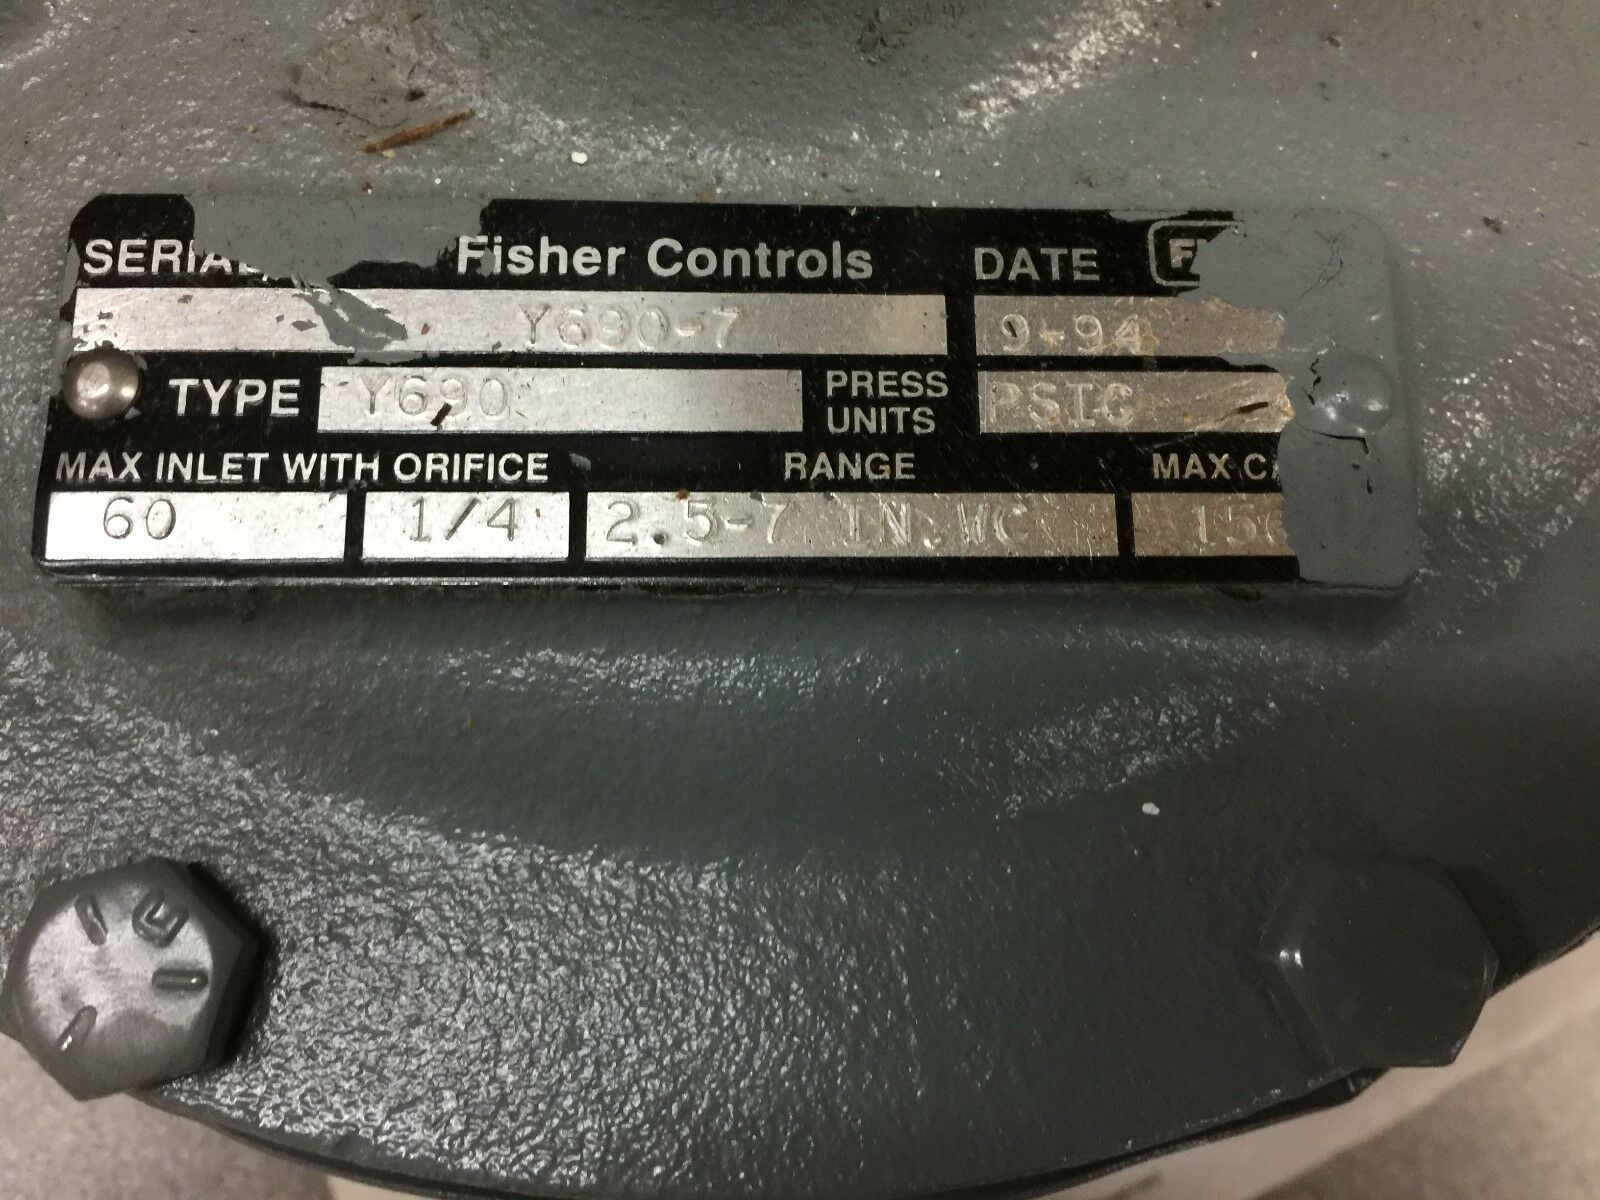 SERIAL Fisher Controls DATE
Y690-7 9-94
TYPE Y690 PRESS UNITS PSIG
MAX INLET WITH ORIFICE RANGE MAX
60 1/4 2.5-7 IN.WC